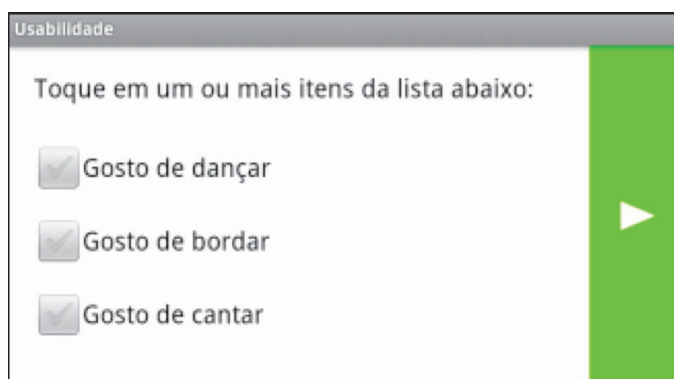 Usabilidade
Toque em um ou mais itens da lista abaixo:
Gosto de dançar
Gosto de bordar
Gosto de cantar